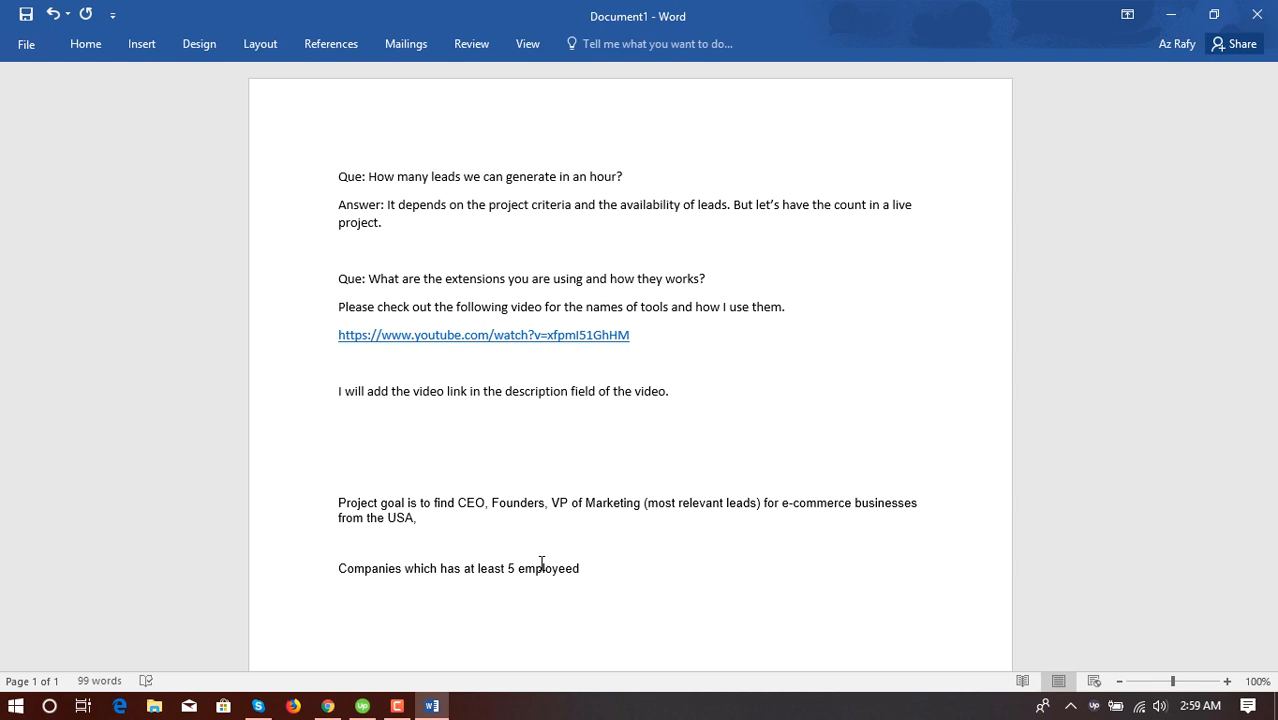 Document1 - Word
File Home Insert Design Layout References Mailings Review View Tell me what you want to do... Az Rafy Share
Que: How many leads we can generate in an hour?
Answer: It depends on the project criteria and the availability of leads. But let’s have the count in a live
project.
Que: What are the extensions you are using and how they works?
Please check out the following video for the names of tools and how I use them.
https://www.youtube.com/watch?v=xfpmI51GhHM
I will add the video link in the description field of the video.
Project goal is to find CEO, Founders, VP of Marketing (most relevant leads) for e-commerce businesses
from the USA,
Companies which has at least 5 employeed
Page 1 of 1 99 words 100%
2:59 AM